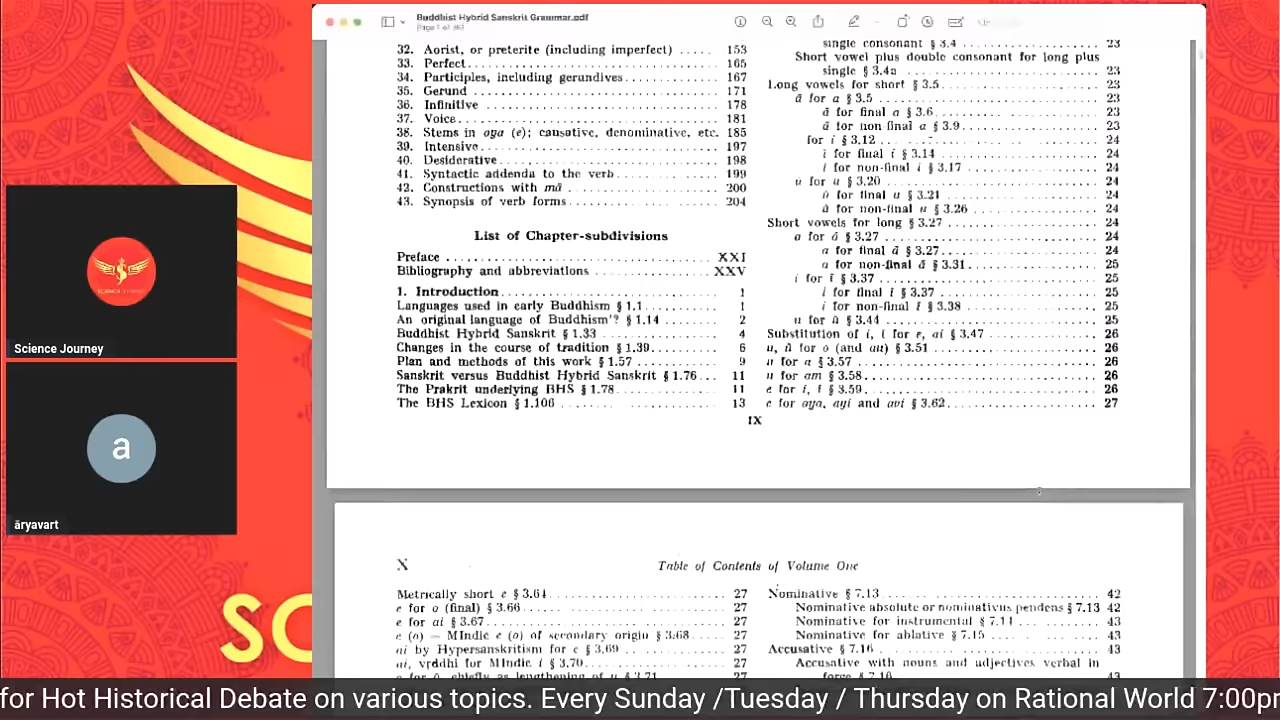 Buddhist Hybrid Sanskrit Grammar.pdf
32. Aorist, or preterite (including imperfect) ..... 153
33. Perfect ..... 165
34. Participles, including gerundives ..... 167
35. Gerund ..... 171
36. Infinitive ..... 178
37. Voice ..... 181
38. Stems in aya (e); causative, denominative, etc. 185
39. Intensive ..... 197
40. Desiderative ..... 198
41. Syntactic addenda to the verb ..... 199
42. Constructions with mā ..... 200
43. Synopsis of verb forms ..... 204
List of Chapter-subdivisions
Preface ..... XXI
Bibliography and abbreviations ..... XXV
1. Introduction ..... 1
Languages used in early Buddhism § 1.1 ..... 1
An original language of Buddhism? § 1.14 ..... 2
Buddhist Hybrid Sanskrit § 1.33 ..... 4
Changes in the course of tradition § 1.39 ..... 6
Plan and methods of this work § 1.57 ..... 9
Sanskrit versus Buddhist Hybrid Sanskrit § 1.76 ... 11
The Prakrit underlying BHS § 1.78 ..... 11
The BHS Lexicon § 1.106 ..... 13
single consonant § 3.4 ..... 23
Short vowel plus double consonant for long plus
single § 3.4a ..... 23
Long vowels for short § 3.5 ..... 23
ā for a § 3.5 ..... 23
ā for final a § 3.6 ..... 23
ā for non-final a § 3.9 ..... 23
for i § 3.12 ..... 24
ī for final i § 3.14 ..... 24
ī for non-final i § 3.17 ..... 24
ū for u § 3.20 ..... 24
ū for final u § 3.21 ..... 24
ū for non-final u § 3.26 ..... 24
Short vowels for long § 3.27 ..... 24
a for ā § 3.27 ..... 24
a for final ā § 3.27 ..... 24
a for non-final ā § 3.31 ..... 25
i for ī § 3.37 ..... 25
i for final ī § 3.37 ..... 25
i for non-final ī § 3.38 ..... 25
u for ū § 3.44 ..... 25
Substitution of i, ī for e, ai § 3.47 ..... 26
u, ū for o (and au) § 3.51 ..... 26
u for a § 3.57 ..... 26
u for am § 3.58 ..... 26
e for i, ī § 3.59 ..... 26
e for aya, ayi and avi § 3.62 ..... 27
IX
X
Table of Contents of Volume One
Metrically short e § 3.64 ..... 27
e for o (final) § 3.66 ..... 27
e for ai § 3.67 ..... 27
e (o) = MIndic e (o) of secondary origin § 3.68 ..... 27
ai by Hypersanskritism for e § 3.69 ..... 27
ai, vṛddhi for MIndic i § 3.70 ..... 27
Nominative § 7.13 ..... 42
Nominative absolute or nominativus pendens § 7.13 42
Nominative for instrumental § 7.14 ..... 43
Nominative for ablative § 7.15 ..... 43
Accusative § 7.16 ..... 43
Accusative with nouns and adjectives verbal in
Science Journey
a
āryavart
SC
for Hot Historical Debate on various topics. Every Sunday /Tuesday / Thursday on Rational World 7:00p